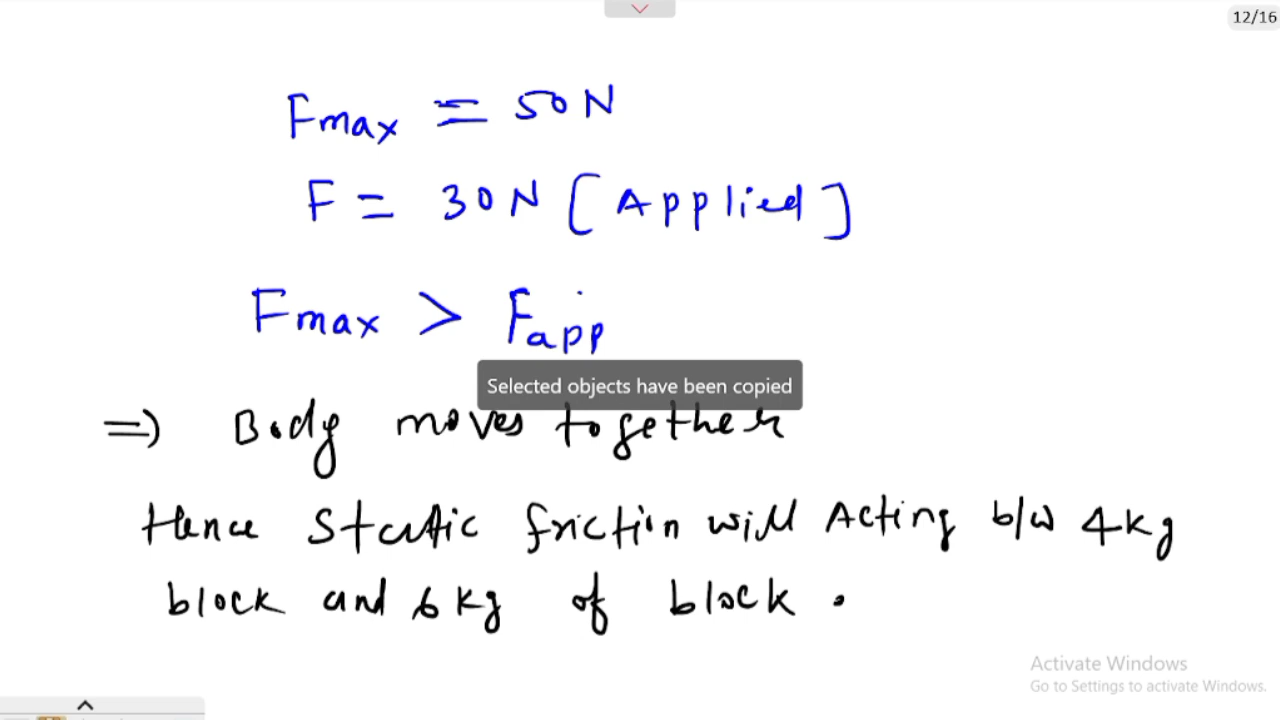 12/16
Fmax = 50N
F = 30N [Applied]
Fmax > Fapp
Selected objects have been copied
=) Body moves together
Hence Static friction will Acting b/w 4kg
block and 6kg of block .
Activate Windows
Go to Settings to activate Windows.